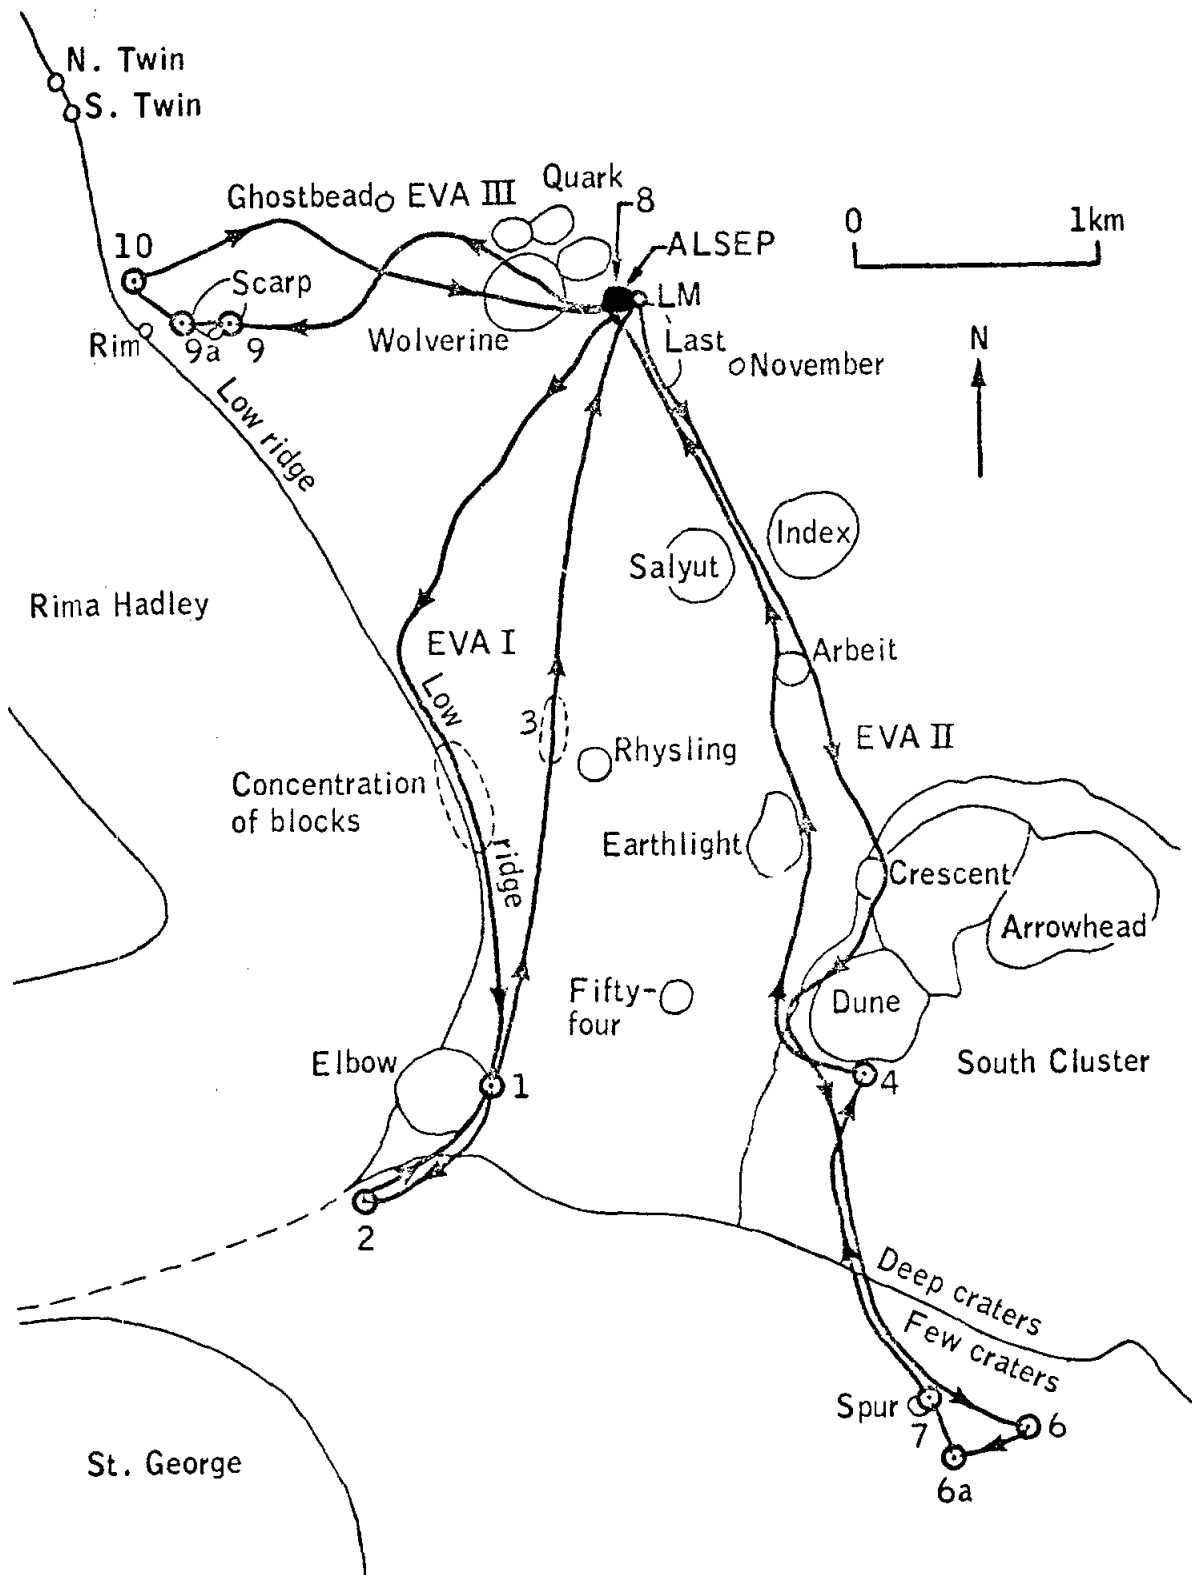 N. Twin
S. Twin
Quark
Ghostbead
EVA III
8
0
1km
10
ALSEP
Scarp
LM
Rim
9a
9
Wolverine
Last
November
N
Low ridge
Index
Salyut
Rima Hadley
EVA I
Arbeit
Low
3
EVA II
Rhysling
Concentration
of blocks
Earthlight
ridge
Crescent
Arrowhead
Fifty-
four
Dune
Elbow
1
South Cluster
4
2
Deep craters
Few craters
Spur
7
6
St. George
6a